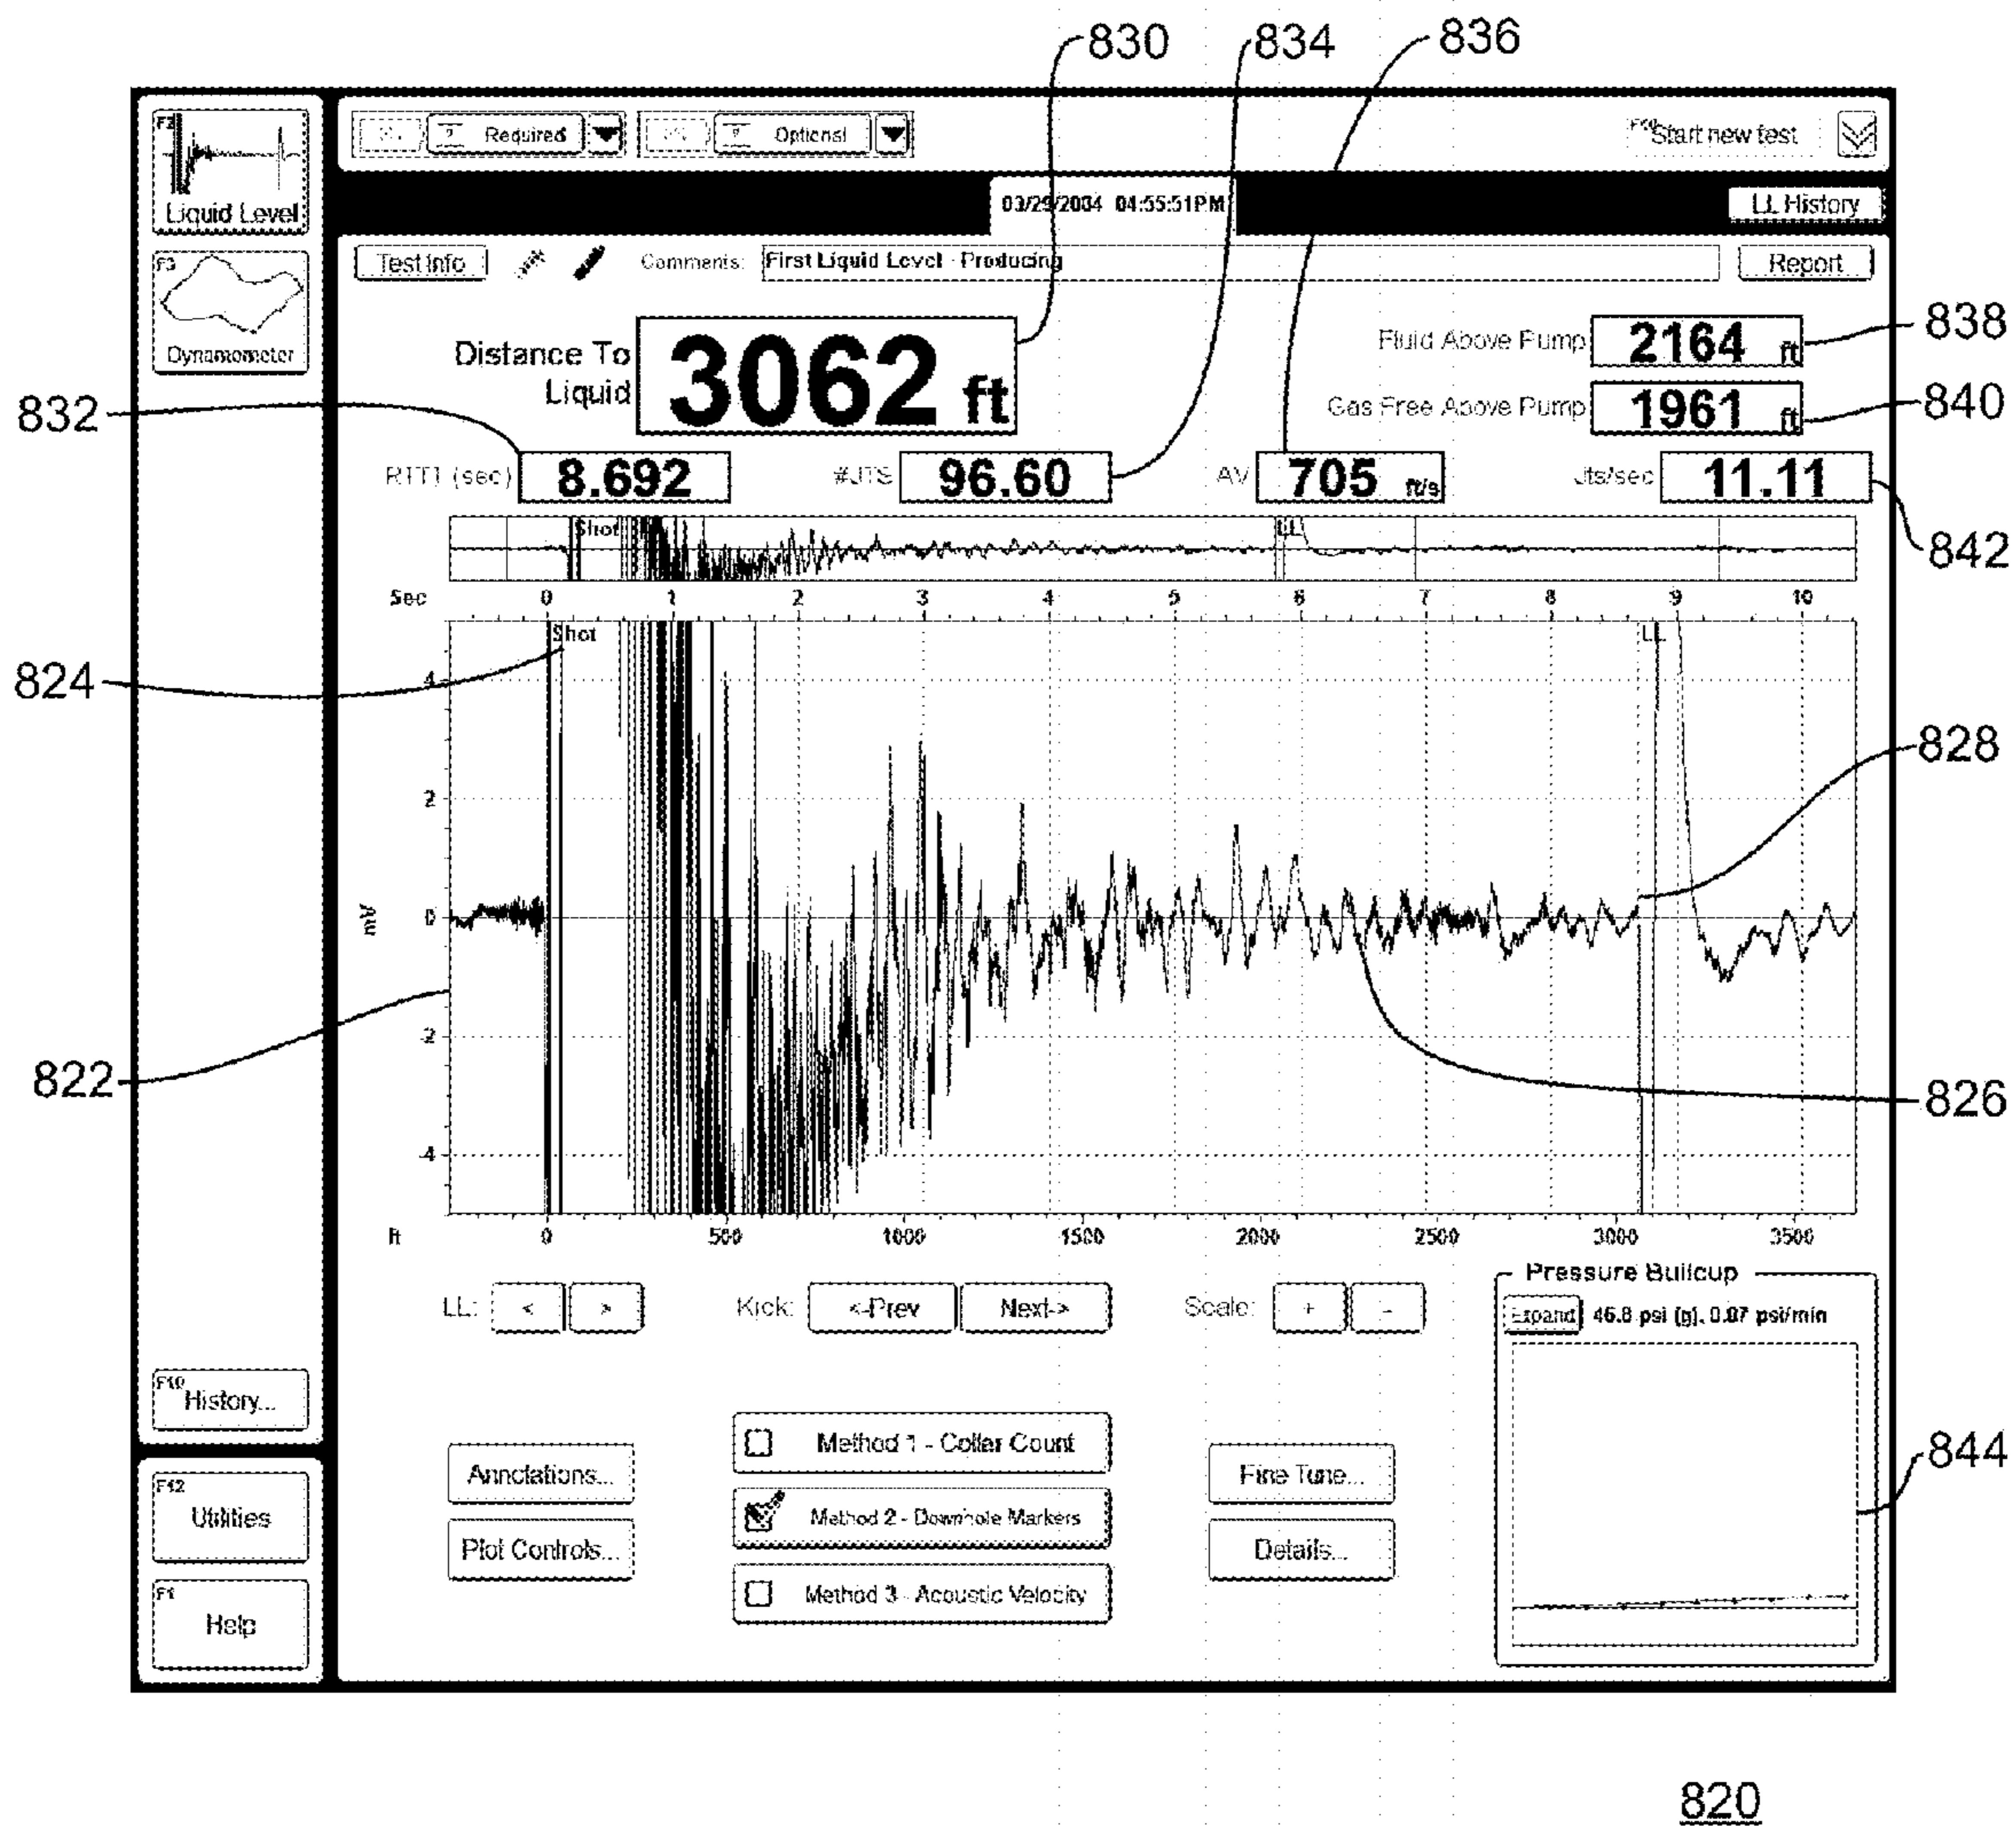 830 834 836
F2 Required Optional Start new test
Liquid Level 03/29/2004 04:55:51PM LL History
F3 Test Info Comments: First Liquid Level - Producing Report
Dynamometer
Distance To Liquid 3062 ft
Fluid Above Pump 2164 ft 838
832 Gas Free Above Pump 1961 ft 840
RTTT (sec) 8.692 #JTS 96.60 AV 705 ft/s Jts/sec 11.11
Shot LL 842
Sec 0 1 2 3 4 5 6 7 8 9 10
Shot LL
824 4
828
2
mV 0
822 -2 826
-4
ft 0 500 1000 1500 2000 2500 3000 3500
LL: < > Kick: <-Prev Next-> Scale: + -
Pressure Buildup
Expand 46.8 psi (g), 0.87 psi/min
F10 History...
Method 1 - Collar Count
Annotations... Fine Tune... 844
F12 Utilities
Method 2 - Downhole Markers
Plot Controls... Details...
F1 Help
Method 3 - Acoustic Velocity
820